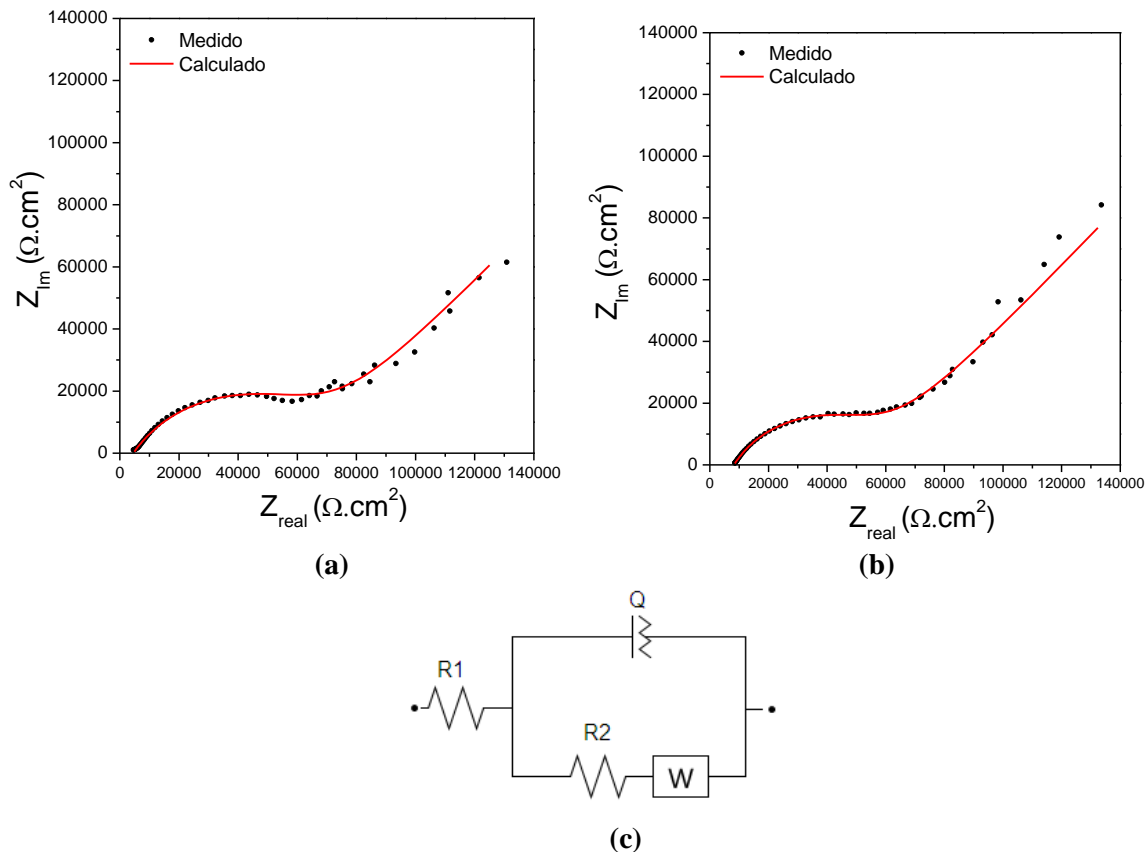 140000
120000
100000
80000
60000
40000
20000
0
Z_Im (Ω.cm²)
Medido
Calculado
0 20000 40000 60000 80000 100000 120000 140000
Z_real (Ω.cm²)
(a)
140000
120000
100000
80000
60000
40000
20000
0
Z_Im (Ω.cm²)
Medido
Calculado
20000 40000 60000 80000 100000 120000 140000
Z_real (Ω.cm²)
(b)
Q
R1
R2
W
(c)